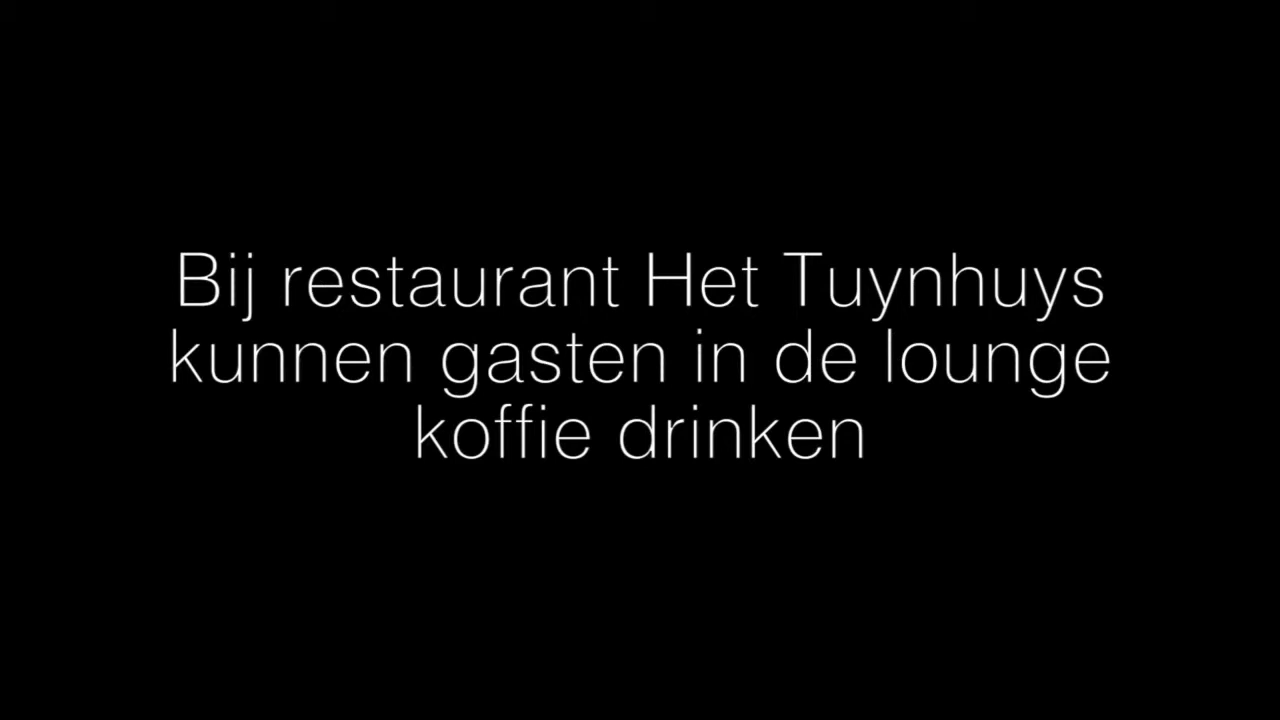 Bij restaurant Het Tuynhuys
kunnen gasten in de lounge
koffie drinken